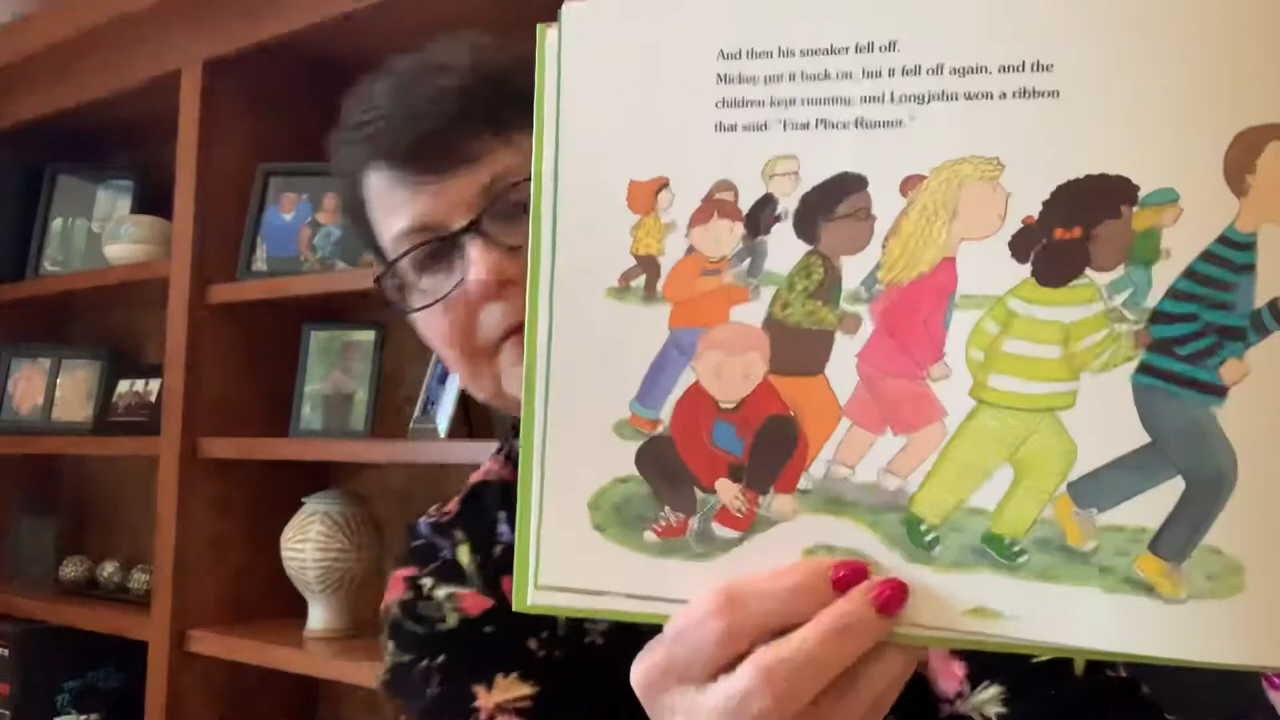 And then his sneaker fell off.
Mickey put it back on, but it fell off again, and the
children kept running, and Longjohn won a ribbon
that said "First Place Runner."